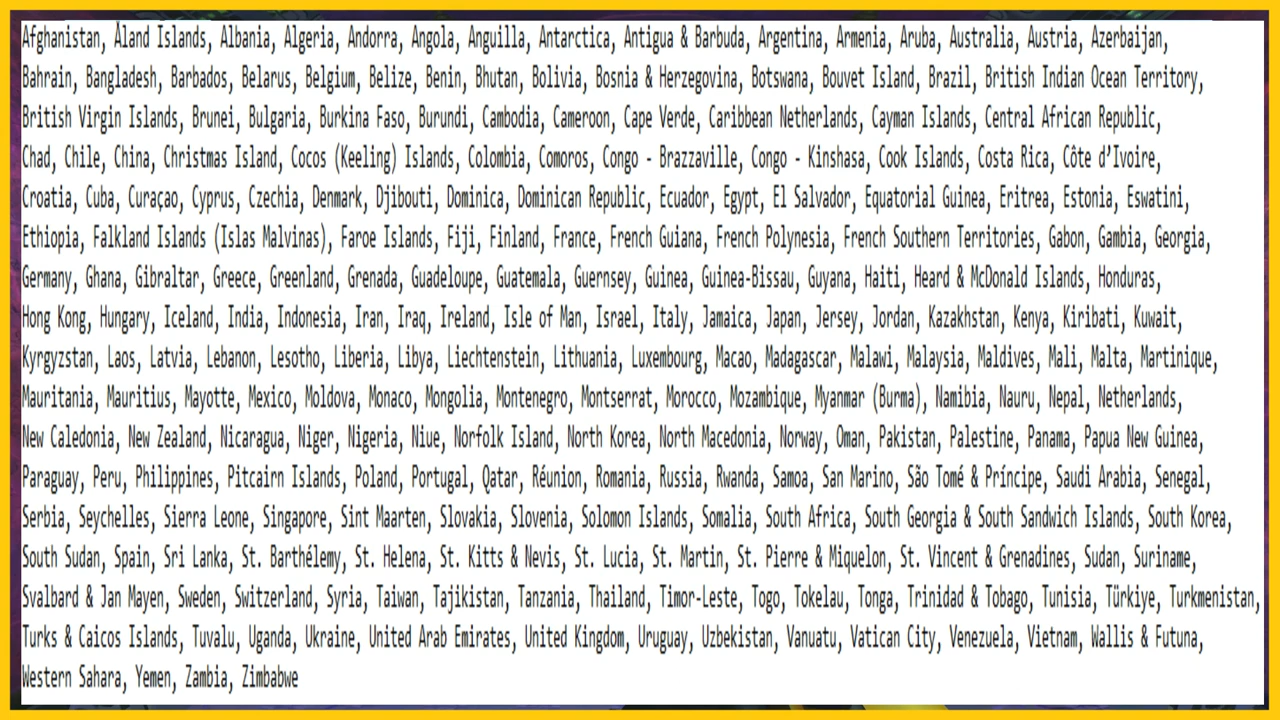 Afghanistan, Åland Islands, Albania, Algeria, Andorra, Angola, Anguilla, Antarctica, Antigua & Barbuda, Argentina, Armenia, Aruba, Australia, Austria, Azerbaijan,
Bahrain, Bangladesh, Barbados, Belarus, Belgium, Belize, Benin, Bhutan, Bolivia, Bosnia & Herzegovina, Botswana, Bouvet Island, Brazil, British Indian Ocean Territory,
British Virgin Islands, Brunei, Bulgaria, Burkina Faso, Burundi, Cambodia, Cameroon, Cape Verde, Caribbean Netherlands, Cayman Islands, Central African Republic,
Chad, Chile, China, Christmas Island, Cocos (Keeling) Islands, Colombia, Comoros, Congo - Brazzaville, Congo - Kinshasa, Cook Islands, Costa Rica, Côte d’Ivoire,
Croatia, Cuba, Curaçao, Cyprus, Czechia, Denmark, Djibouti, Dominica, Dominican Republic, Ecuador, Egypt, El Salvador, Equatorial Guinea, Eritrea, Estonia, Eswatini,
Ethiopia, Falkland Islands (Islas Malvinas), Faroe Islands, Fiji, Finland, France, French Guiana, French Polynesia, French Southern Territories, Gabon, Gambia, Georgia,
Germany, Ghana, Gibraltar, Greece, Greenland, Grenada, Guadeloupe, Guatemala, Guernsey, Guinea, Guinea-Bissau, Guyana, Haiti, Heard & McDonald Islands, Honduras,
Hong Kong, Hungary, Iceland, India, Indonesia, Iran, Iraq, Ireland, Isle of Man, Israel, Italy, Jamaica, Japan, Jersey, Jordan, Kazakhstan, Kenya, Kiribati, Kuwait,
Kyrgyzstan, Laos, Latvia, Lebanon, Lesotho, Liberia, Libya, Liechtenstein, Lithuania, Luxembourg, Macao, Madagascar, Malawi, Malaysia, Maldives, Mali, Malta, Martinique,
Mauritania, Mauritius, Mayotte, Mexico, Moldova, Monaco, Mongolia, Montenegro, Montserrat, Morocco, Mozambique, Myanmar (Burma), Namibia, Nauru, Nepal, Netherlands,
New Caledonia, New Zealand, Nicaragua, Niger, Nigeria, Niue, Norfolk Island, North Korea, North Macedonia, Norway, Oman, Pakistan, Palestine, Panama, Papua New Guinea,
Paraguay, Peru, Philippines, Pitcairn Islands, Poland, Portugal, Qatar, Réunion, Romania, Russia, Rwanda, Samoa, San Marino, São Tomé & Príncipe, Saudi Arabia, Senegal,
Serbia, Seychelles, Sierra Leone, Singapore, Sint Maarten, Slovakia, Slovenia, Solomon Islands, Somalia, South Africa, South Georgia & South Sandwich Islands, South Korea,
South Sudan, Spain, Sri Lanka, St. Barthélemy, St. Helena, St. Kitts & Nevis, St. Lucia, St. Martin, St. Pierre & Miquelon, St. Vincent & Grenadines, Sudan, Suriname,
Svalbard & Jan Mayen, Sweden, Switzerland, Syria, Taiwan, Tajikistan, Tanzania, Thailand, Timor-Leste, Togo, Tokelau, Tonga, Trinidad & Tobago, Tunisia, Türkiye, Turkmenistan,
Turks & Caicos Islands, Tuvalu, Uganda, Ukraine, United Arab Emirates, United Kingdom, Uruguay, Uzbekistan, Vanuatu, Vatican City, Venezuela, Vietnam, Wallis & Futuna,
Western Sahara, Yemen, Zambia, Zimbabwe